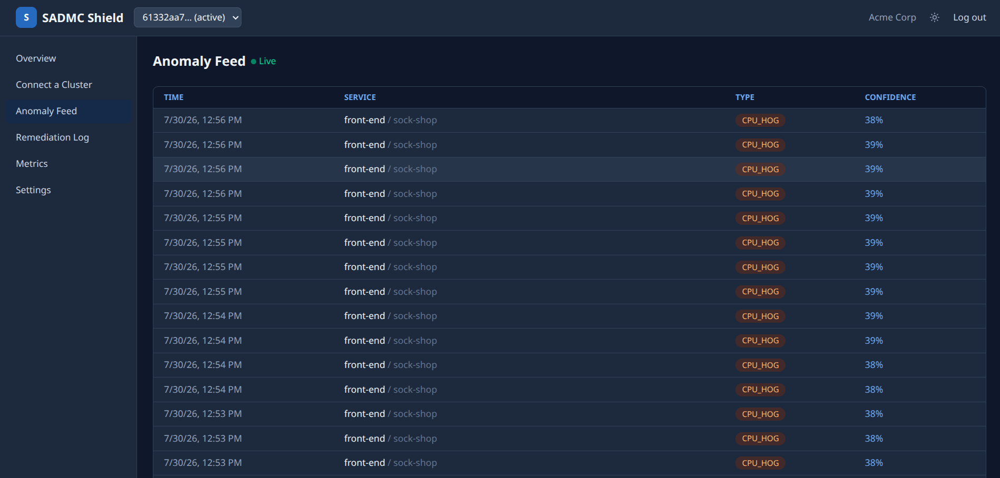 S SADMC Shield 61332aa7... (active) Acme Corp Log out
Overview
Connect a Cluster
Anomaly Feed
Remediation Log
Metrics
Settings
Anomaly Feed Live
TIME SERVICE TYPE CONFIDENCE
7/30/26, 12:56 PM front-end / sock-shop CPU_HOG 38%
7/30/26, 12:56 PM front-end / sock-shop CPU_HOG 39%
7/30/26, 12:56 PM front-end / sock-shop CPU_HOG 39%
7/30/26, 12:56 PM front-end / sock-shop CPU_HOG 39%
7/30/26, 12:55 PM front-end / sock-shop CPU_HOG 39%
7/30/26, 12:55 PM front-end / sock-shop CPU_HOG 39%
7/30/26, 12:55 PM front-end / sock-shop CPU_HOG 39%
7/30/26, 12:55 PM front-end / sock-shop CPU_HOG 39%
7/30/26, 12:54 PM front-end / sock-shop CPU_HOG 39%
7/30/26, 12:54 PM front-end / sock-shop CPU_HOG 39%
7/30/26, 12:54 PM front-end / sock-shop CPU_HOG 38%
7/30/26, 12:54 PM front-end / sock-shop CPU_HOG 38%
7/30/26, 12:53 PM front-end / sock-shop CPU_HOG 38%
7/30/26, 12:53 PM front-end / sock-shop CPU_HOG 38%
7/30/26, 12:53 PM front-end / sock-shop CPU_HOG 38%